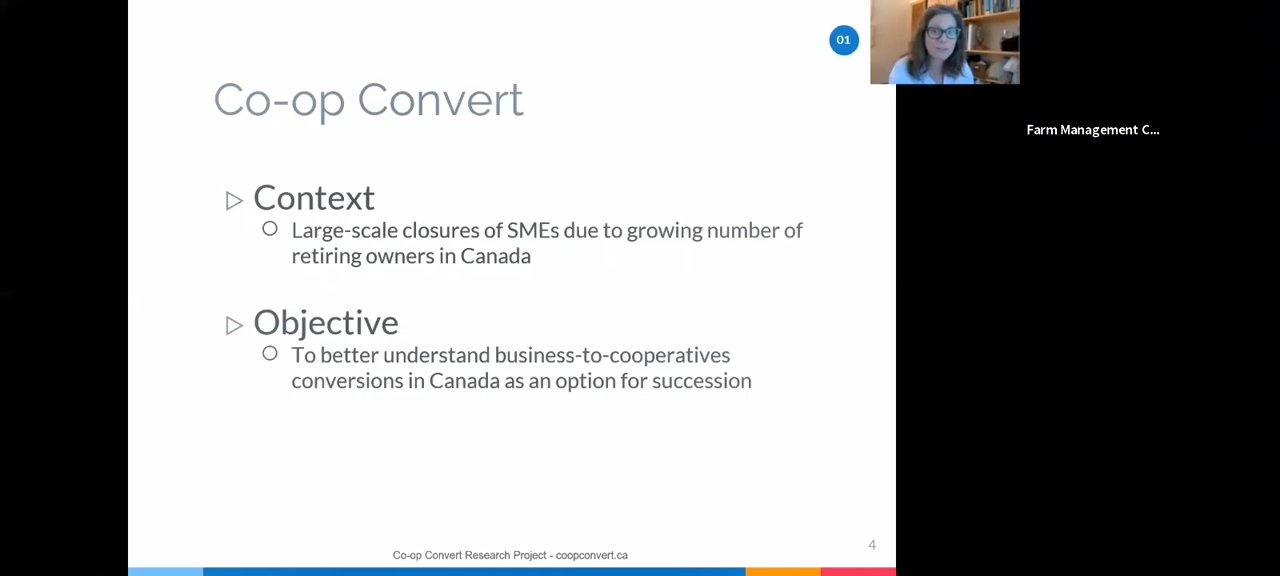 01
Co-op Convert
Farm Management C...
Context
Large-scale closures of SMEs due to growing number of
retiring owners in Canada
Objective
To better understand business-to-cooperatives
conversions in Canada as an option for succession
4
Co-op Convert Research Project - coopconvert.ca